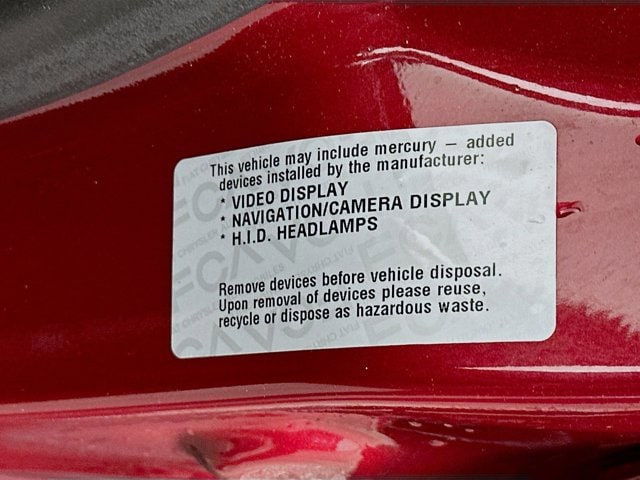 This vehicle may include mercury – added
devices installed by the manufacturer:
* VIDEO DISPLAY
* NAVIGATION/CAMERA DISPLAY
* H.I.D. HEADLAMPS
Remove devices before vehicle disposal.
Upon removal of devices please reuse,
recycle or dispose as hazardous waste.